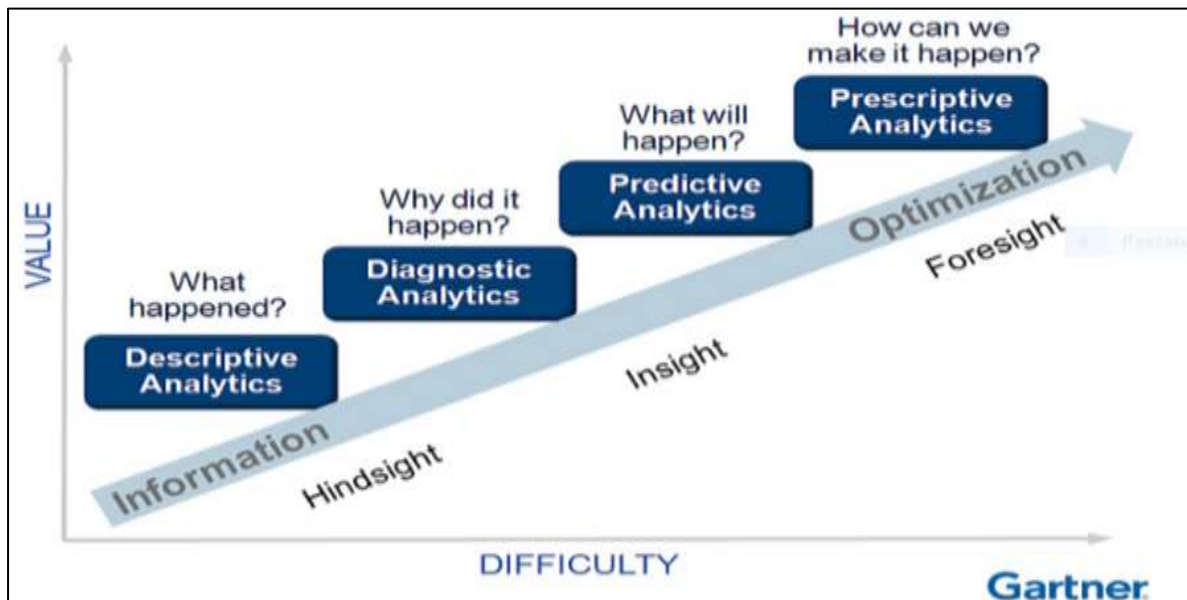 How can we
make it happen?
Prescriptive
Analytics
What will
happen?
Predictive
Analytics
Why did it
happen?
Diagnostic
Analytics
What
happened?
Descriptive
Analytics
VALUE
Information
Optimization
Hindsight
Insight
Foresight
DIFFICULTY
Gartner